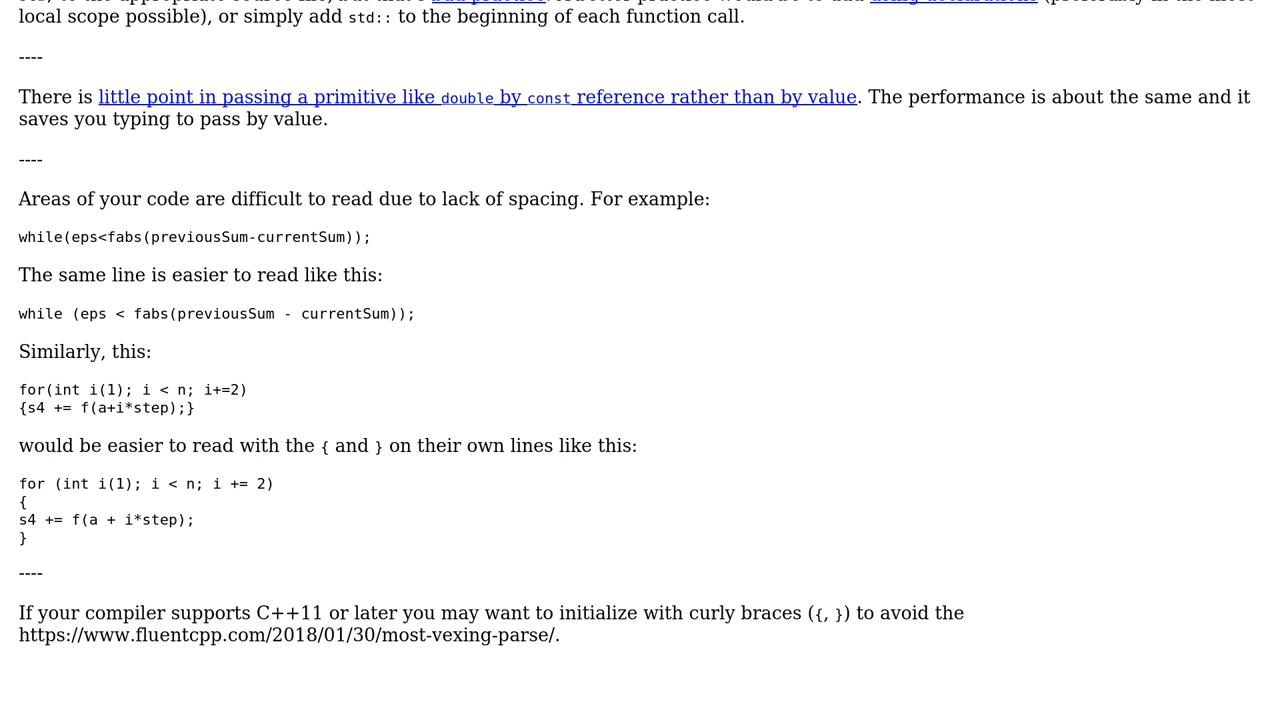 local scope possible), or simply add std:: to the beginning of each function call.
----
There is little point in passing a primitive like double by const reference rather than by value. The performance is about the same and it
saves you typing to pass by value.
----
Areas of your code are difficult to read due to lack of spacing. For example:
while(eps<fabs(previousSum-currentSum));
The same line is easier to read like this:
while (eps < fabs(previousSum - currentSum));
Similarly, this:
for(int i(1); i < n; i+=2)
{s4 += f(a+i*step);}
would be easier to read with the { and } on their own lines like this:
for (int i(1); i < n; i += 2)
{
s4 += f(a + i*step);
}
----
If your compiler supports C++11 or later you may want to initialize with curly braces ({, }) to avoid the
https://www.fluentcpp.com/2018/01/30/most-vexing-parse/.